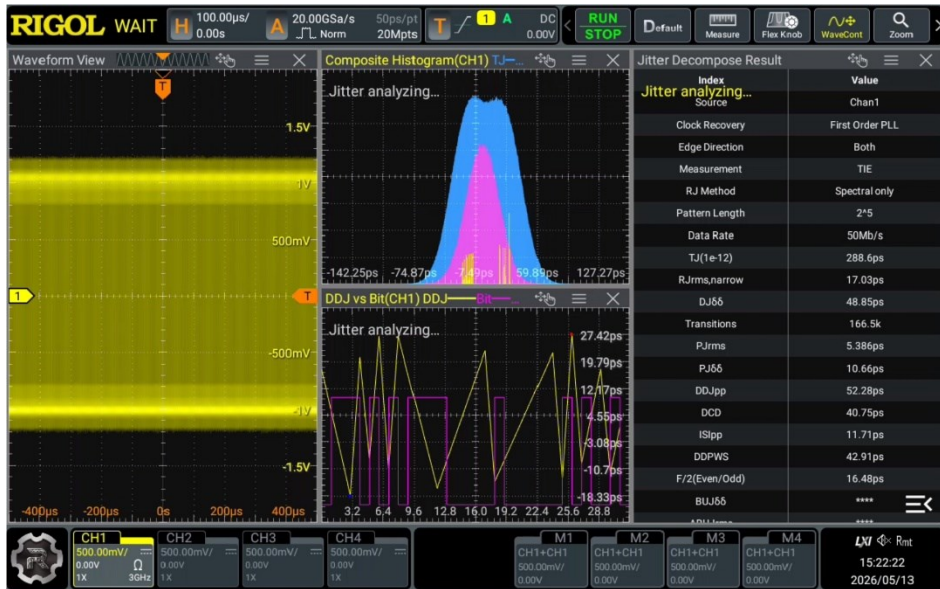 RIGOL WAIT H 100.00μs/ 0.00s A 20.00GSa/s Norm 50ps/pt 20Mpts T 1 A DC 0.00V RUN STOP Default Measure Flex Knob WaveCont Zoom
Waveform View
T
1.5V
1V
500mV
1 T
-500mV
-1V
-1.5V
-400μs -200μs 0s 200μs 400μs
Composite Histogram(CH1) TJ
Jitter analyzing...
-142.25ps -74.87ps -7.49ps 59.89ps 127.27ps
DDJ vs Bit(CH1) DDJ Bit
Jitter analyzing...
27.42ps
19.79ps
12.17ps
4.55ps
-3.08ps
-10.7ps
-18.33ps
3.2 6.4 9.6 12.8 16.0 19.2 22.4 25.6 28.8
Jitter Decompose Result
Index Value
Jitter analyzing...
Source Chan1
Clock Recovery First Order PLL
Edge Direction Both
Measurement TIE
RJ Method Spectral only
Pattern Length 2^5
Data Rate 50Mb/s
TJ(1e-12) 288.6ps
RJrms,narrow 17.03ps
DJδδ 48.85ps
Transitions 166.5k
PJrms 5.386ps
PJδδ 10.66ps
DDJpp 52.28ps
DCD 40.75ps
ISIpp 11.71ps
DDPWS 42.91ps
F/2(Even/Odd) 16.48ps
BUJδδ ****
CH1
500.00mV/
0.00V Ω
1X 3GHz
CH2
500.00mV/
0.00V
1X
CH3
500.00mV/
0.00V
1X
CH4
500.00mV/
0.00V
1X
M1
CH1+CH1
500.00mV/
0.00V
M2
CH1+CH1
500.00mV/
0.00V
M3
CH1+CH1
500.00mV/
0.00V
M4
CH1+CH1
500.00mV/
0.00V
LXI Rmt
15:22:22
2026/05/13